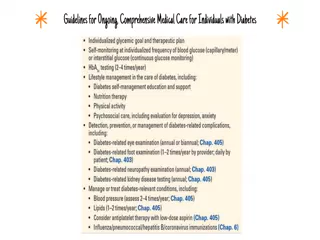 Guidelines for Ongoing, Comprehensive Medical Care for Individuals with Diabetes
• Individualized glycemic goal and therapeutic plan
• Self-monitoring at individualized frequency of blood glucose (capillary/meter)
or interstitial glucose (continuous glucose monitoring)
• HbA1c testing (2–4 times/year)
• Lifestyle management in the care of diabetes, including:
• Diabetes self-management education and support
• Nutrition therapy
• Physical activity
• Psychosocial care, including evaluation for depression, anxiety
• Detection, prevention, or management of diabetes-related complications,
including:
• Diabetes-related eye examination (annual or biannual; Chap. 405)
• Diabetes-related foot examination (1–2 times/year by provider; daily by
patient; Chap. 403)
• Diabetes-related neuropathy examination (annual; Chap. 403)
• Diabetes-related kidney disease testing (annual; Chap. 405)
• Manage or treat diabetes-relevant conditions, including:
• Blood pressure (assess 2–4 times/year; Chap. 405)
• Lipids (1–2 times/year; Chap. 405)
• Consider antiplatelet therapy with low-dose aspirin (Chap. 405)
• Influenza/pneumococcal/hepatitis B/coronavirus immunizations (Chap. 6)